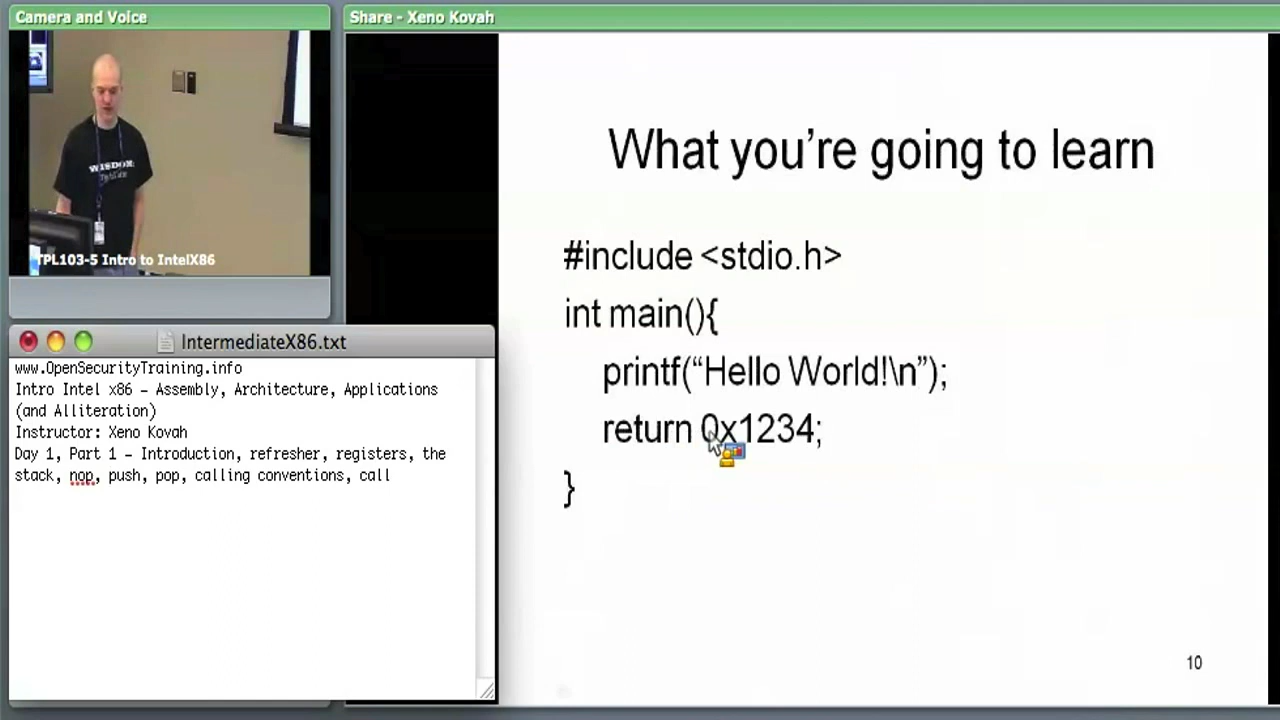 Camera and Voice
WISDOM:
TPL103-5 Intro to IntelX86
IntermediateX86.txt
www.OpenSecurityTraining.info
Intro Intel x86 – Assembly, Architecture, Applications
(and Alliteration)
Instructor: Xeno Kovah
Day 1, Part 1 – Introduction, refresher, registers, the
stack, nop, push, pop, calling conventions, call
Share - Xeno Kovah
What you’re going to learn
#include <stdio.h>
int main(){
printf(“Hello World!\n”);
return 0x1234;
}
10